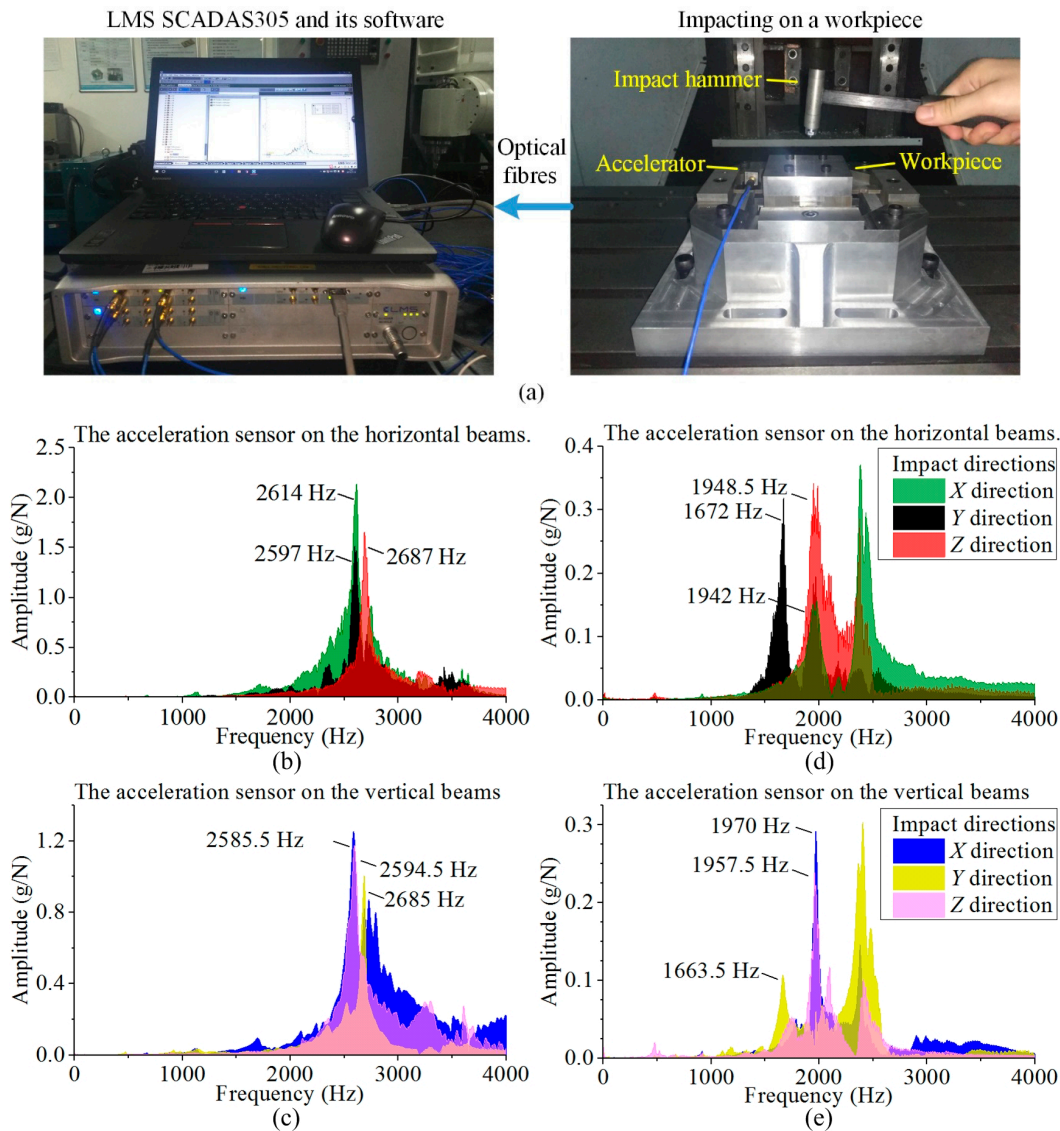 LMS SCADAS305 and its software
Impacting on a workpiece
Impact hammer
Accelerator
Workpiece
Optical
fibres
(a)
The acceleration sensor on the horizontal beams.
2.5
2.0
1.5
1.0
0.5
0.0
Amplitude (g/N)
2614 Hz
2597 Hz
2687 Hz
0
1000
2000
3000
4000
Frequency (Hz)
(b)
The acceleration sensor on the horizontal beams.
0.4
0.3
0.2
0.1
0.0
Amplitude (g/N)
1948.5 Hz
1672 Hz
1942 Hz
Impact directions
X direction
Y direction
Z direction
0
1000
2000
3000
4000
Frequency (Hz)
(d)
The acceleration sensor on the vertical beams
1.2
0.8
0.4
0.0
Amplitude (g/N)
2585.5 Hz
2594.5 Hz
2685 Hz
0
1000
2000
3000
4000
Frequency (Hz)
(c)
The acceleration sensor on the vertical beams
0.3
0.2
0.1
0.0
Amplitude (g/N)
1970 Hz
1957.5 Hz
1663.5 Hz
Impact directions
X direction
Y direction
Z direction
0
1000
2000
3000
4000
Frequency (Hz)
(e)